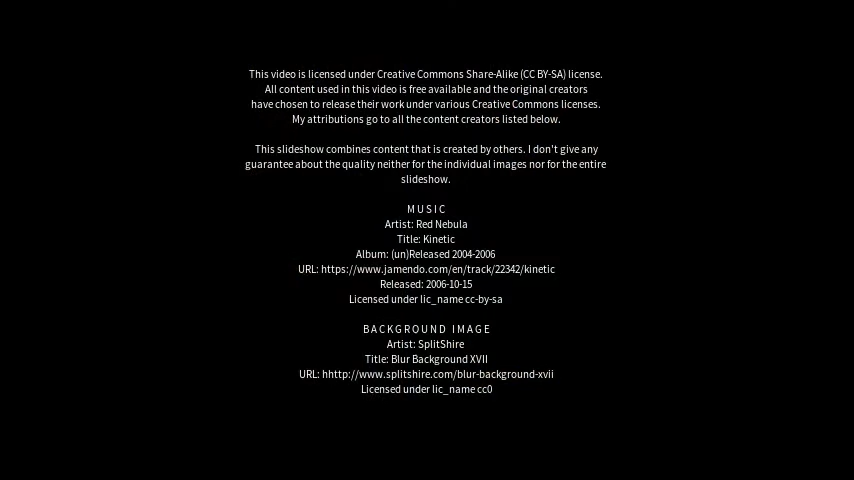 This video is licensed under Creative Commons Share-Alike (CC BY-SA) license.
All content used in this video is free available and the original creators
have chosen to release their work under various Creative Commons licenses.
My attributions go to all the content creators listed below.
This slideshow combines content that is created by others. I don't give any
guarantee about the quality neither for the individual images nor for the entire
slideshow.
MUSIC
Artist: Red Nebula
Title: Kinetic
Album: (un)Released 2004-2006
URL: https://www.jamendo.com/en/track/22342/kinetic
Released: 2006-10-15
Licensed under lic_name cc-by-sa
BACKGROUND IMAGE
Artist: SplitShire
Title: Blur Background XVII
URL: hhttp://www.splitshire.com/blur-background-xvii
Licensed under lic_name cc0